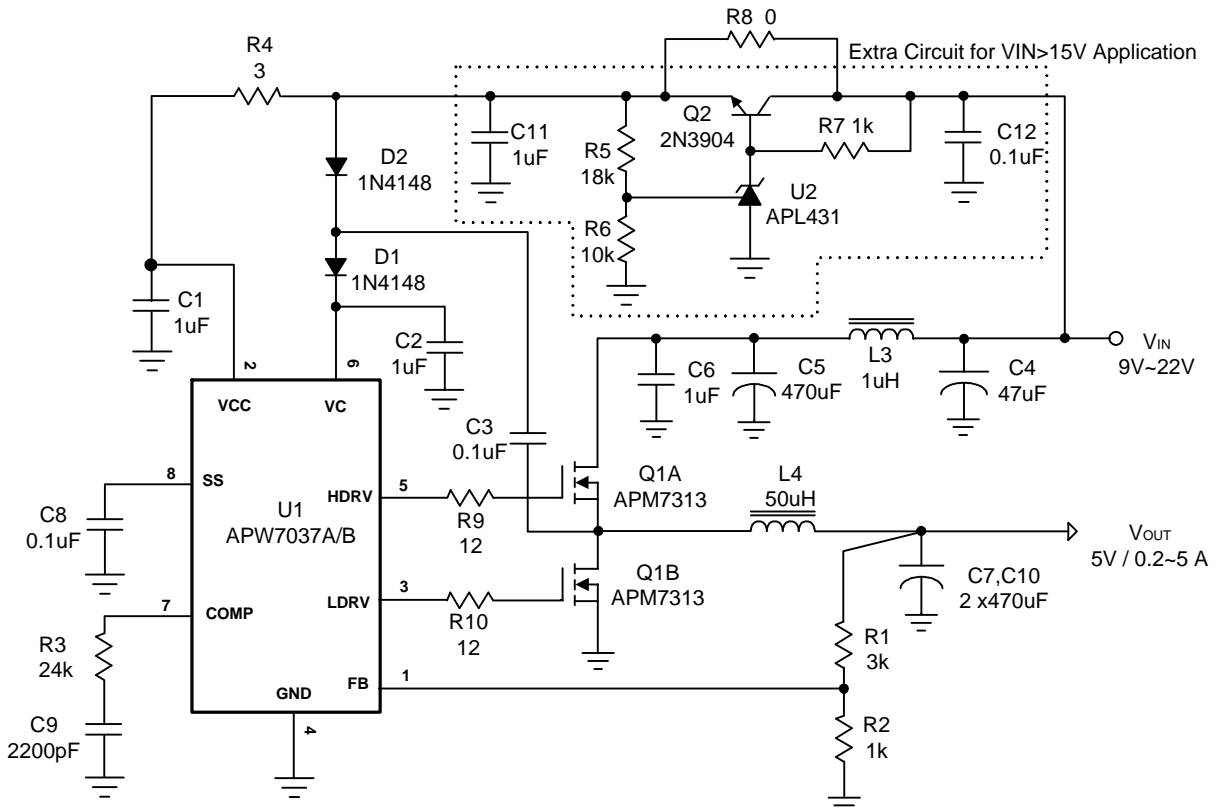 R8 0
Extra Circuit for VIN>15V Application
R4
3
C11
1uF
R5
18k
R6
10k
Q2
2N3904
R7 1k
U2
APL431
C12
0.1uF
D2
1N4148
D1
1N4148
C1
1uF
C2
1uF
2
6
VCC
VC
C3
0.1uF
C6
1uF
C5
470uF
L3
1uH
C4
47uF
VIN
9V~22V
8
SS
C8
0.1uF
U1
APW7037A/B
HDRV
5
R9
12
Q1A
APM7313
L4
50uH
VOUT
5V / 0.2~5 A
7
COMP
LDRV
3
R10
12
Q1B
APM7313
C7,C10
2 x470uF
R3
24k
C9
2200pF
GND
4
FB
1
R1
3k
R2
1k